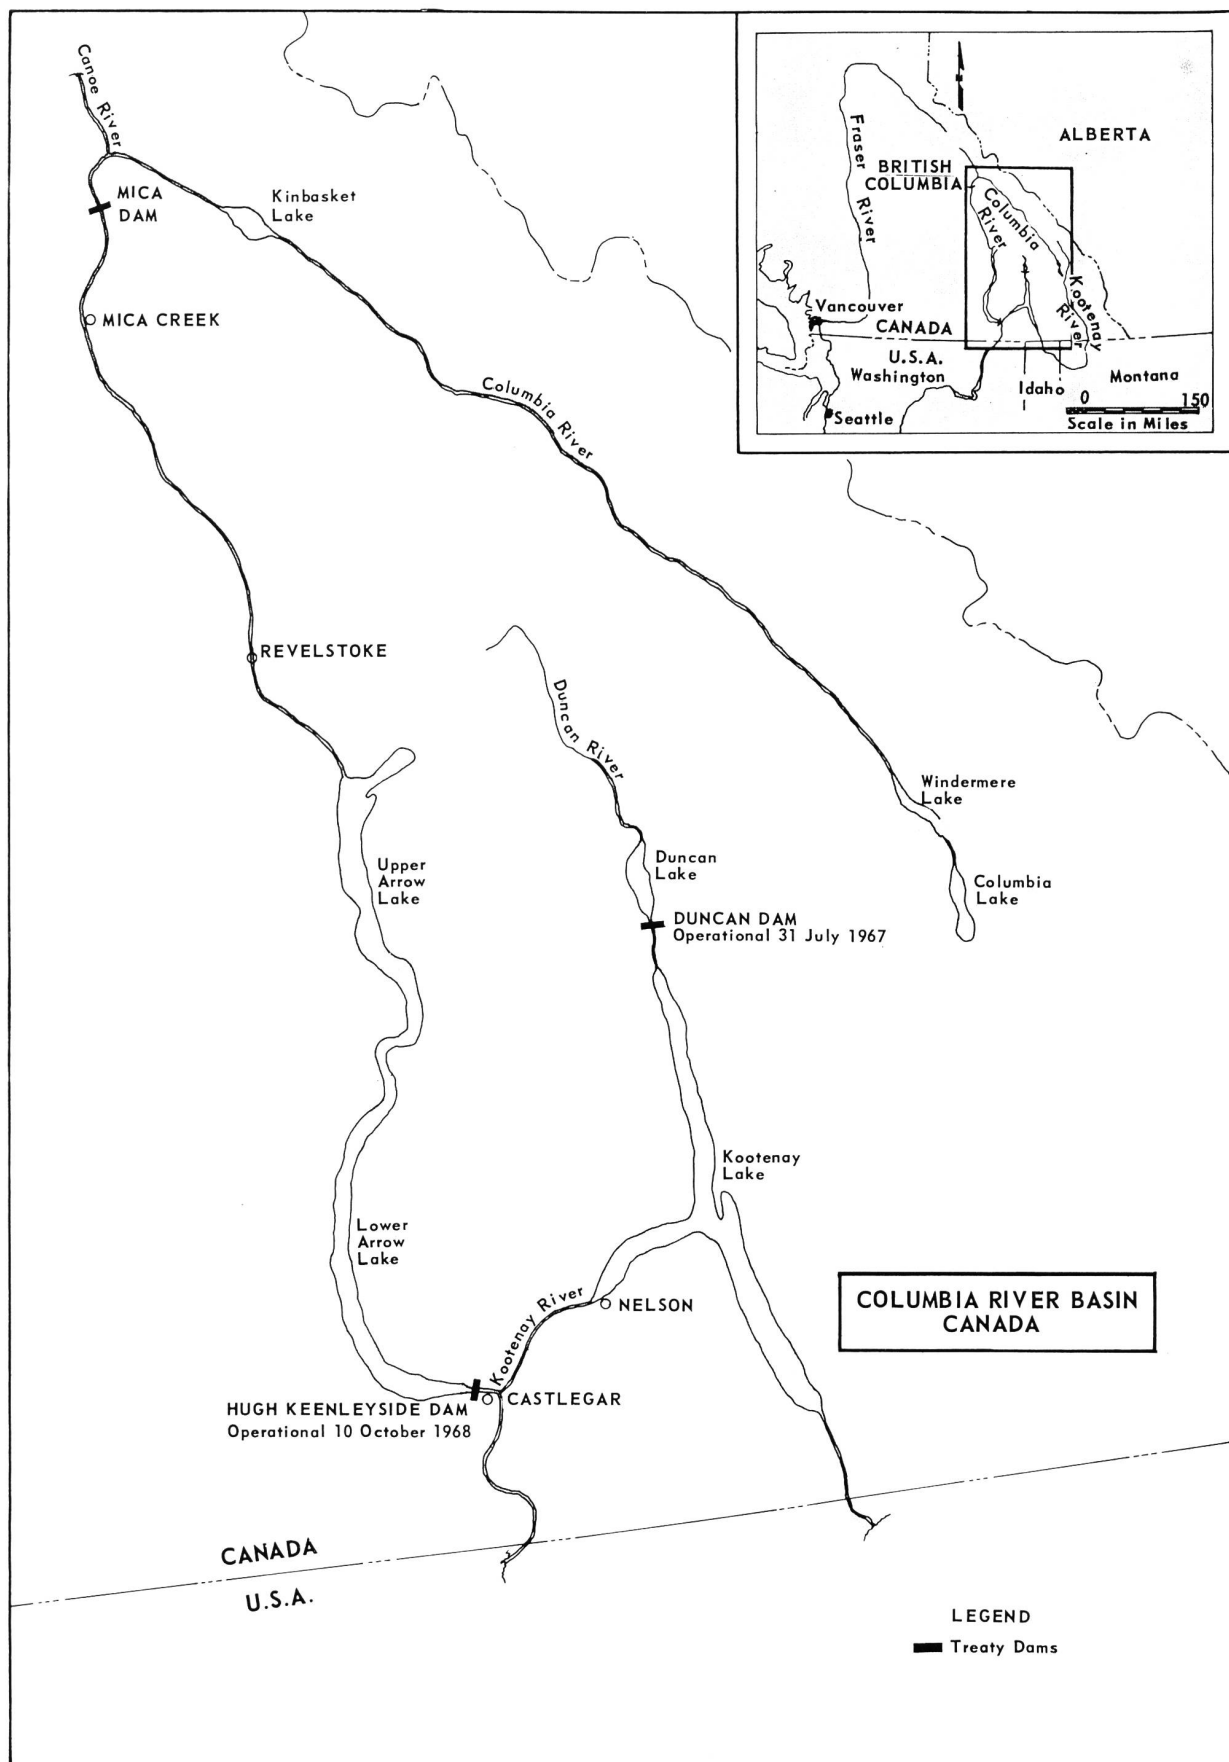 Canoe River
MICA
DAM
Kinbasket
Lake
MICA CREEK
Columbia River
REVELSTOKE
Duncan River
Windermere
Lake
Upper
Arrow
Lake
Duncan
Lake
Columbia
Lake
DUNCAN DAM
Operational 31 July 1967
Kootenay
Lake
Lower
Arrow
Lake
Kootenay River
NELSON
CASTLEGAR
HUGH KEENLEYSIDE DAM
Operational 10 October 1968
COLUMBIA RIVER BASIN
CANADA
CANADA
U.S.A.
LEGEND
Treaty Dams
ALBERTA
Fraser
River
BRITISH
COLUMBIA
Columbia
River
Kootenay
River
Vancouver
CANADA
U.S.A.
Washington
Idaho
Montana
Seattle
0 150
Scale in Miles